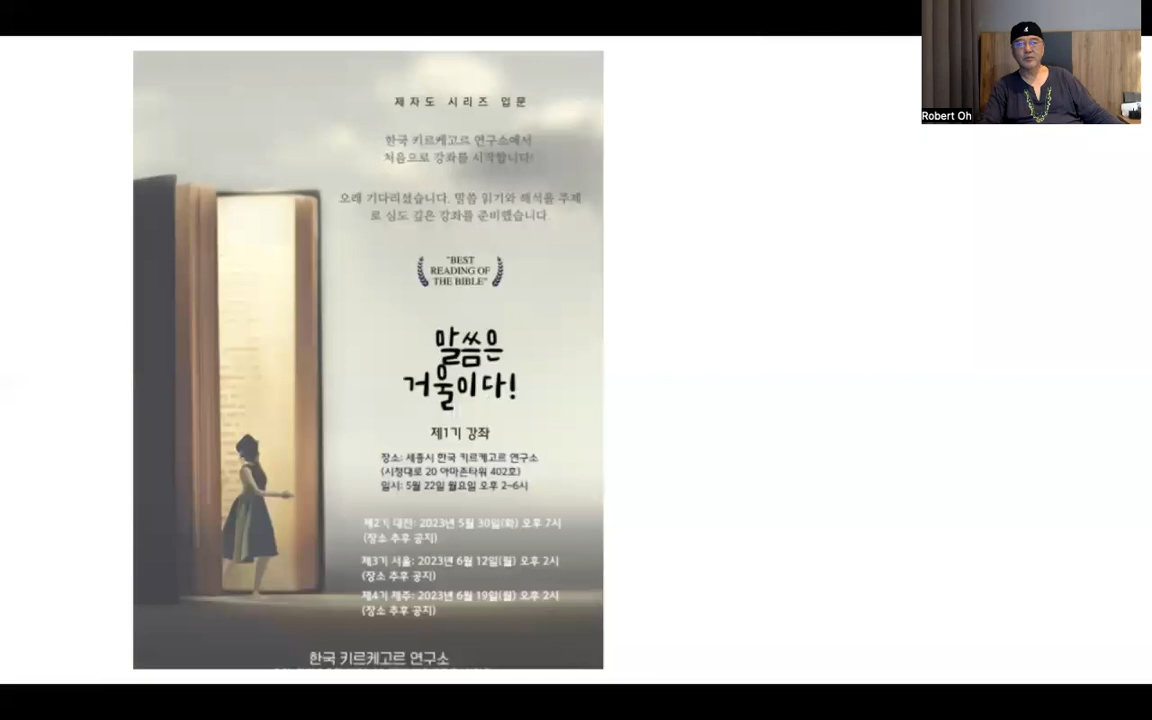 제자도 시리즈 입문
한국 키르케고르 연구소에서
처음으로 강좌를 시작합니다!
오래 기다리셨습니다. 말씀 읽기와 해석을 주제
로 심도 깊은 강좌를 준비했습니다.
"BEST
READING OF
THE BIBLE"
말씀은
거울이다!
제1기 강좌
장소: 세종시 한국 키르케고르 연구소
(시청대로 20 아마존타워 402호)
일시: 5월 22일 월요일 오후 2~6시
제2기 대전: 2023년 5월 30일(화) 오후 7시
(장소 추후 공지)
제3기 서울: 2023년 6월 12일(월) 오후 2시
(장소 추후 공지)
제4기 제주: 2023년 6월 19일(월) 오후 2시
(장소 추후 공지)
한국 키르케고르 연구소
Robert Oh